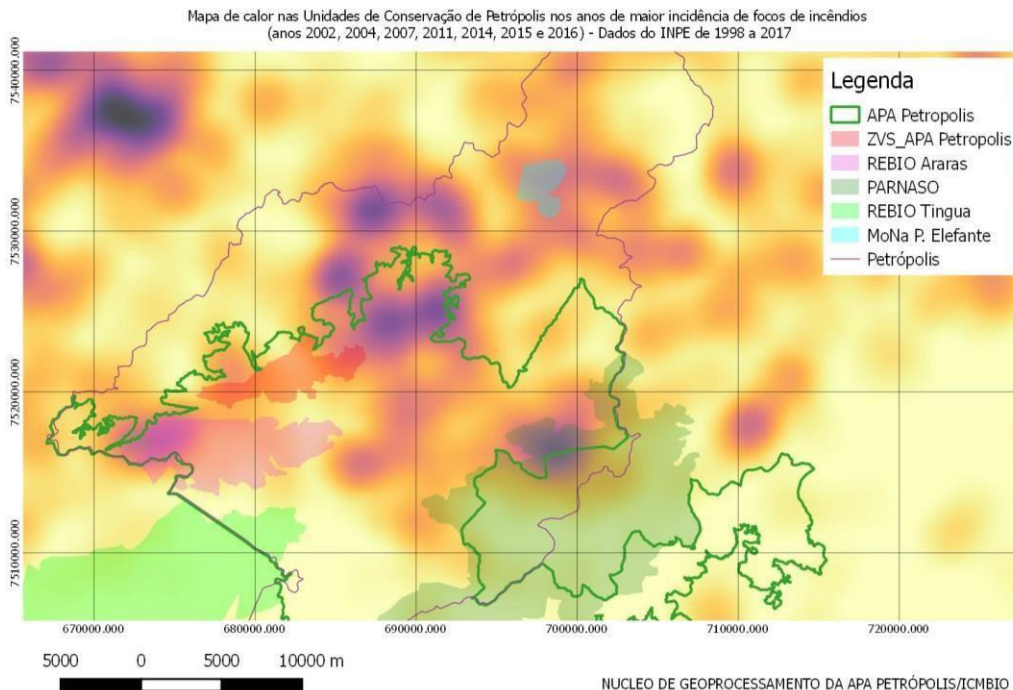 Mapa de calor nas Unidades de Conservação de Petrópolis nos anos de maior incidência de focos de incêndios
(anos 2002, 2004, 2007, 2011, 2014, 2015 e 2016) - Dados do INPE de 1998 a 2017
7540000.000
7530000.000
7520000.000
7510000.000
Legenda
APA Petropolis
ZVS_APA Petropolis
REBIO Araras
PARNASO
REBIO Tingua
MoNa P. Elefante
Petrópolis
670000.000 680000.000 690000.000 700000.000 710000.000 720000.000
5000 0 5000 10000 m
NUCLEO DE GEOPROCESSAMENTO DA APA PETRÓPOLIS/ICMBIO